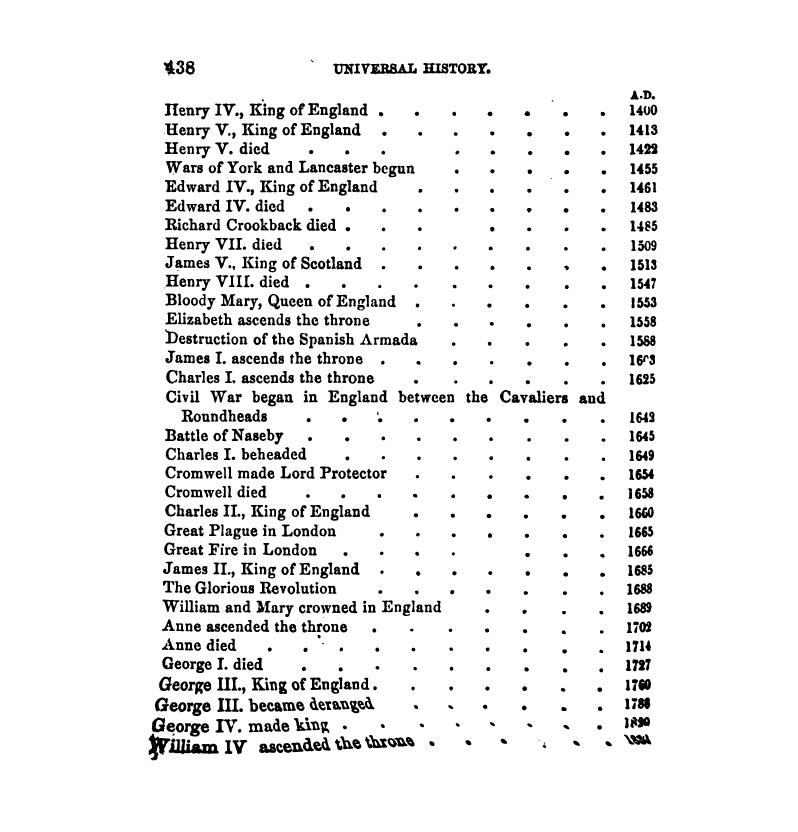 438 UNIVERSAL HISTORY.
A.D.
Henry IV., King of England . . . . . . . 1400
Henry V., King of England . . . . . . . 1413
Henry V. died . . . . . . . . 1422
Wars of York and Lancaster begun . . . . . 1455
Edward IV., King of England . . . . . . 1461
Edward IV. died . . . . . . . . . 1483
Richard Crookback died . . . . . . . 1485
Henry VII. died . . . . . . . . . 1509
James V., King of Scotland . . . . . . . 1513
Henry VIII. died . . . . . . . . . 1547
Bloody Mary, Queen of England . . . . . . 1553
Elizabeth ascends the throne . . . . . . 1558
Destruction of the Spanish Armada . . . . . 1588
James I. ascends the throne . . . . . . . 1603
Charles I. ascends the throne . . . . . . 1625
Civil War began in England between the Cavaliers and
Roundheads . . . . . . . . . 1642
Battle of Naseby . . . . . . . . . 1645
Charles I. beheaded . . . . . . . . 1649
Cromwell made Lord Protector . . . . . . 1654
Cromwell died . . . . . . . . . 1658
Charles II., King of England . . . . . . 1660
Great Plague in London . . . . . . . 1665
Great Fire in London . . . . . . . 1666
James II., King of England . . . . . . . 1685
The Glorious Revolution . . . . . . . 1688
William and Mary crowned in England . . . . 1689
Anne ascended the throne . . . . . . . 1702
Anne died . . . . . . . . . . 1714
George I. died . . . . . . . . . 1727
George III., King of England . . . . . . . 1760
George III. became deranged . . . . . . 1788
George IV. made king . . . . . . . .
William IV ascended the throne . . . . . .